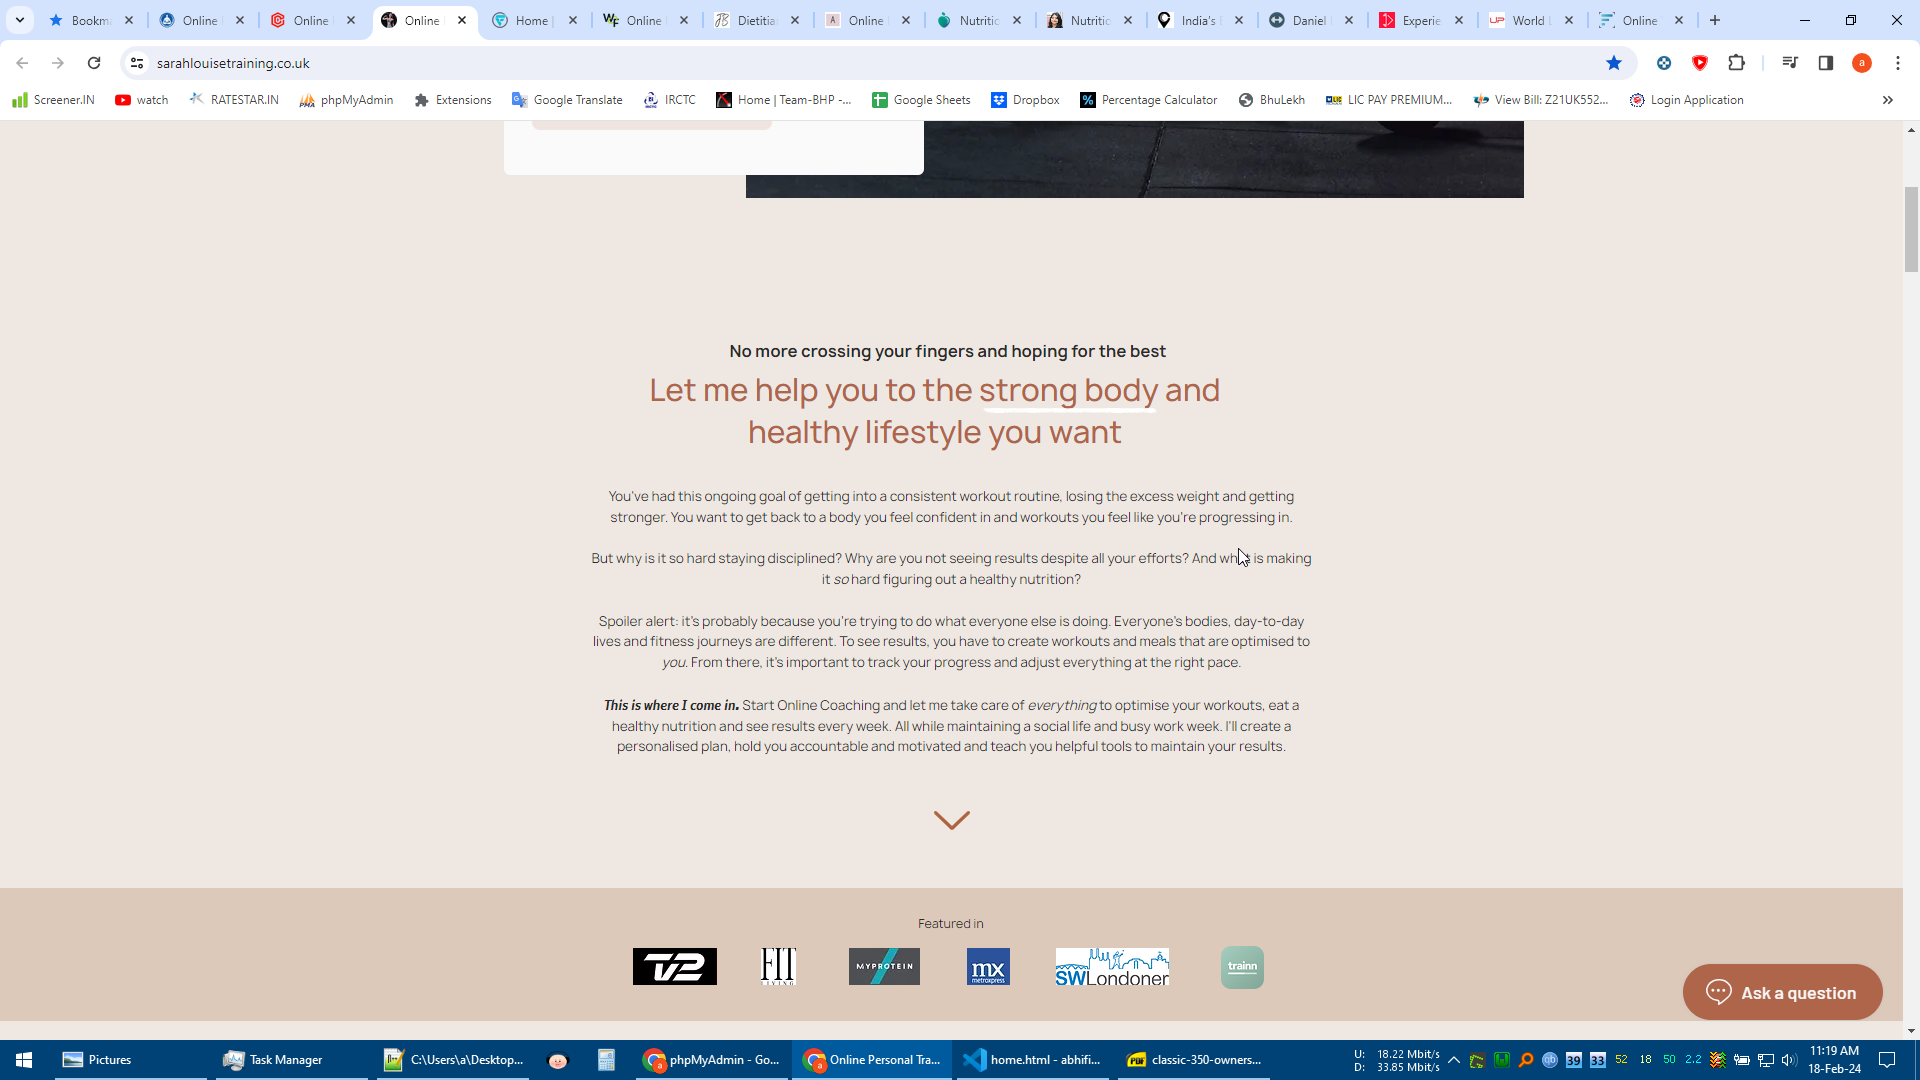 Bookma
Online
Online
Online
Home |
Online
Dietitia
Online
Nutritio
Nutritio
India's
Daniel
Experie
World
Online
sarahlouisetraining.co.uk
Screener.IN
watch
RATESTAR.IN
phpMyAdmin
Extensions
Google Translate
IRCTC
Home | Team-BHP -...
Google Sheets
Dropbox
Percentage Calculator
BhuLekh
LIC PAY PREMIUM...
View Bill: Z21UK552...
Login Application
No more crossing your fingers and hoping for the best
Let me help you to the strong body and
healthy lifestyle you want
You've had this ongoing goal of getting into a consistent workout routine, losing the excess weight and getting
stronger. You want to get back to a body you feel confident in and workouts you feel like you're progressing in.
But why is it so hard staying disciplined? Why are you not seeing results despite all your efforts? And what is making
it so hard figuring out a healthy nutrition?
Spoiler alert: it's probably because you're trying to do what everyone else is doing. Everyone's bodies, day-to-day
lives and fitness journeys are different. To see results, you have to create workouts and meals that are optimised to
you. From there, it's important to track your progress and adjust everything at the right pace.
This is where I come in. Start Online Coaching and let me take care of everything to optimise your workouts, eat a
healthy nutrition and see results every week. All while maintaining a social life and busy work week. I'll create a
personalised plan, hold you accountable and motivated and teach you helpful tools to maintain your results.
Featured in
T2
FIT
LIVING
MYPROTEIN
mx
metroxpress
SWLondoner
trainn
Ask a question
Pictures
Task Manager
C:\Users\a\Desktop...
phpMyAdmin - Go...
Online Personal Tra...
home.html - abhifi...
classic-350-owners...
U: 18.22 Mbit/s
D: 33.85 Mbit/s
39
33
52
18
50
2.2
11:19 AM
18-Feb-24